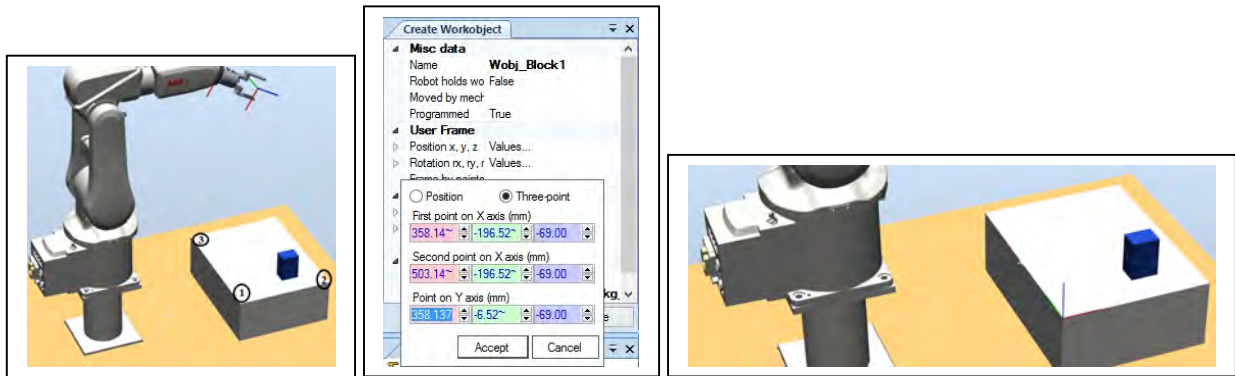 ABB
3
1
2
Create Workobject
Misc data
Name Wobj_Block1
Robot holds wo False
Moved by mech
Programmed True
User Frame
Position x, y, z Values...
Rotation rx, ry, r Values...
Position Three-point
First point on X axis (mm)
358.14~ -196.52~ -69.00
Second point on X axis (mm)
503.14~ -196.52~ -69.00
Point on Y axis (mm)
358.137 -6.52~ -69.00
kg,
e
Accept Cancel